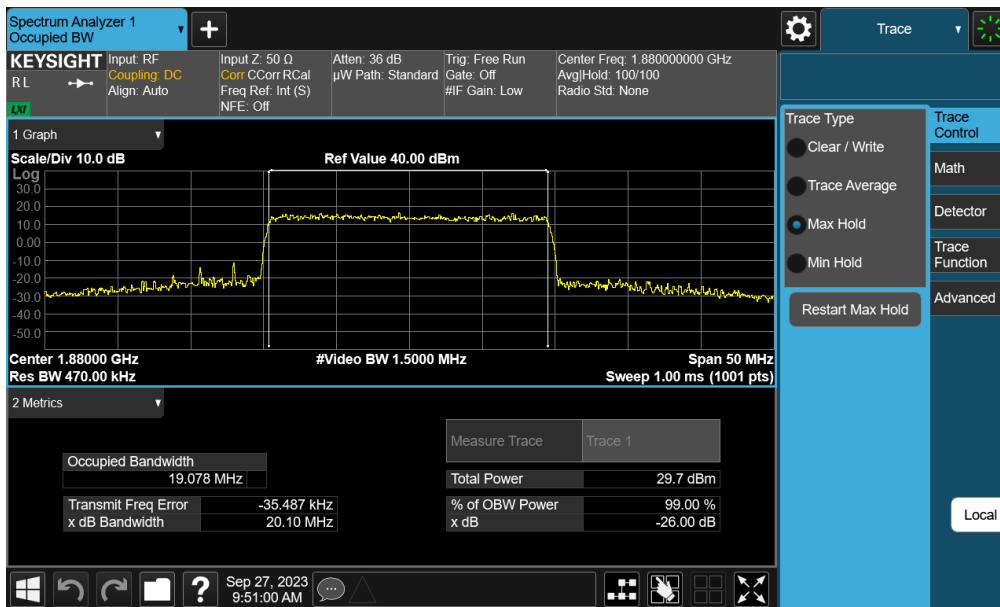 Spectrum Analyzer 1
Occupied BW
▼
+
Trace
▼
KEYSIGHT
R L
LXI
Input: RF
Coupling: DC
Align: Auto
Input Z: 50 Ω
Corr CCorr RCal
Freq Ref: Int (S)
NFE: Off
Atten: 36 dB
µW Path: Standard
Trig: Free Run
Gate: Off
#IF Gain: Low
Center Freq: 1.880000000 GHz
Avg|Hold: 100/100
Radio Std: None
1 Graph ▼
Scale/Div 10.0 dB Ref Value 40.00 dBm
Log
30.0
20.0
10.0
0.00
-10.0
-20.0
-30.0
-40.0
-50.0
Center 1.88000 GHz #Video BW 1.5000 MHz Span 50 MHz
Res BW 470.00 kHz Sweep 1.00 ms (1001 pts)
2 Metrics ▼
Measure Trace Trace 1
Occupied Bandwidth
19.078 MHz
Total Power 29.7 dBm
Transmit Freq Error -35.487 kHz
x dB Bandwidth 20.10 MHz
% of OBW Power 99.00 %
x dB -26.00 dB
Trace Type
Clear / Write
Trace Average
Max Hold
Min Hold
Restart Max Hold
Trace
Control
Math
Detector
Trace
Function
Advanced
Local
?
Sep 27, 2023
9:51:00 AM